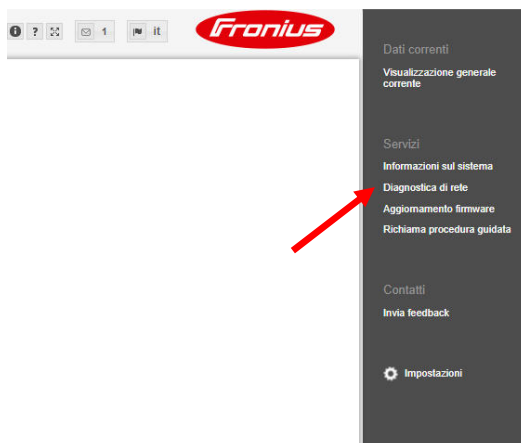 1
it
Fronius
Dati correnti
Visualizzazione generale
corrente
Servizi
Informazioni sul sistema
Diagnostica di rete
Aggiornamento firmware
Richiama procedura guidata
Contatti
Invia feedback
Impostazioni